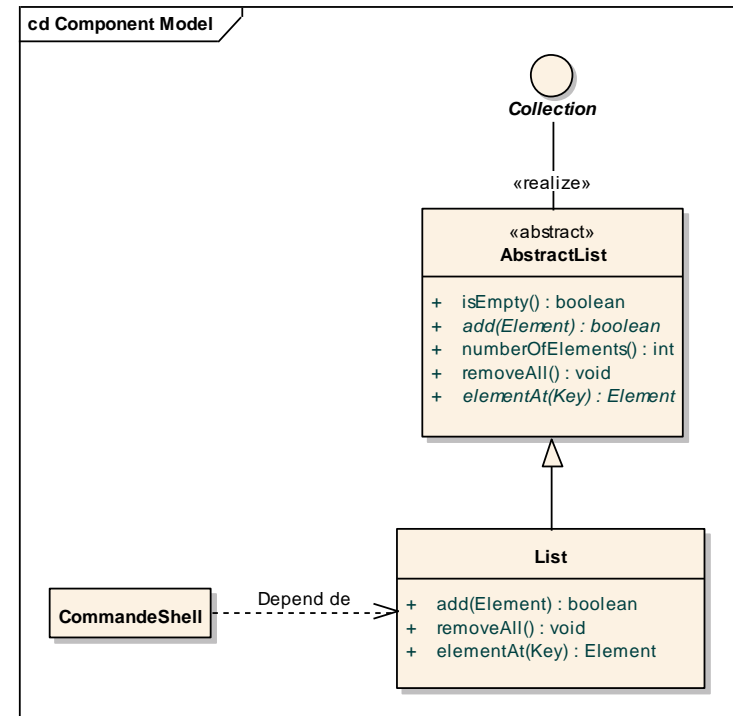 cd Component Model
Collection
«realize»
«abstract»
AbstractList
+ isEmpty() : boolean
+ add(Element) : boolean
+ numberOfElements() : int
+ removeAll() : void
+ elementAt(Key) : Element
List
+ add(Element) : boolean
+ removeAll() : void
+ elementAt(Key) : Element
CommandeShell
Depend de